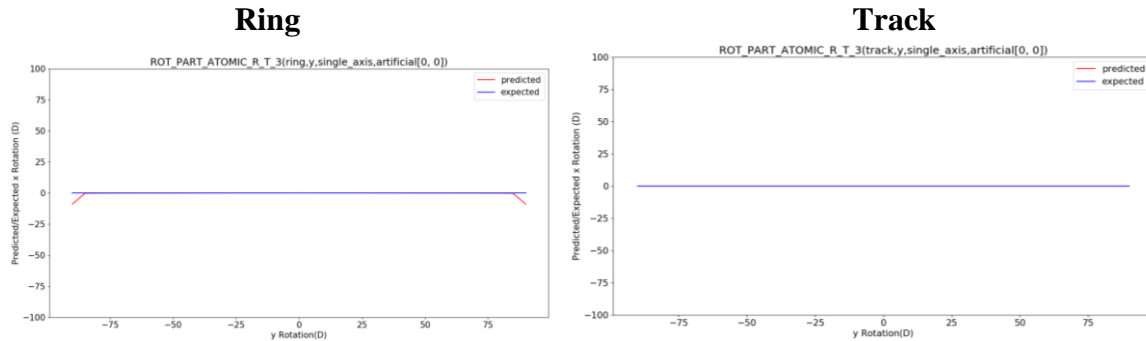 Ring
ROT_PART_ATOMIC_R_T_3(ring,y,single_axis,artificial[0, 0])
predicted
expected
Predicted/Expected x Rotation (D)
100
75
50
25
0
−25
−50
−75
−100
−75
−50
−25
0
25
50
75
y Rotation(D)
Track
ROT_PART_ATOMIC_R_T_3(track,y,single_axis,artificial[0, 0])
predicted
expected
Predicted/Expected x Rotation (D)
100
75
50
25
0
−25
−50
−75
−100
−75
−50
−25
0
25
50
75
y Rotation(D)